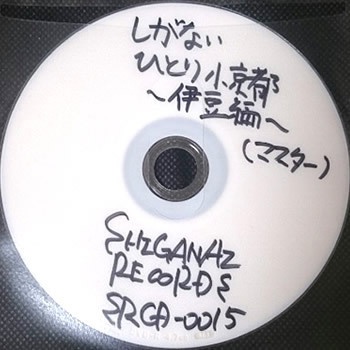 しがない
ひとり小京都
〜伊豆編〜
(マスター)
SHIGANAI
RECORDS
SRCD-0015